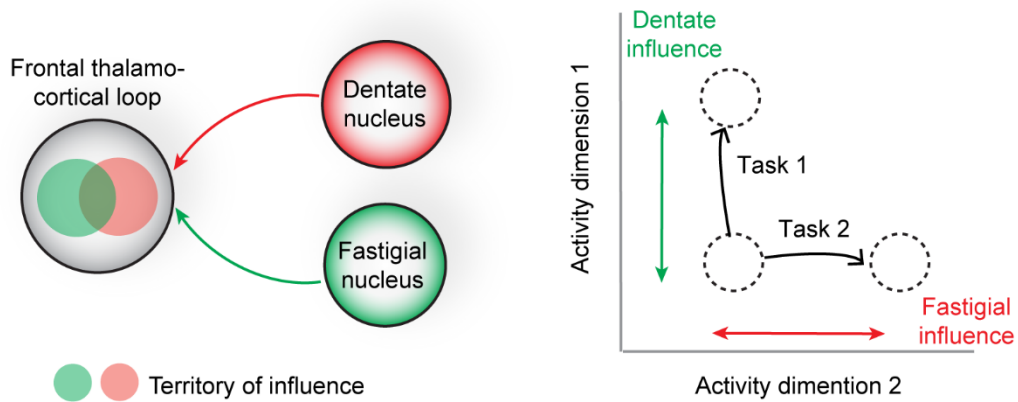 Frontal thalamo-
cortical loop
Dentate
nucleus
Fastigial
nucleus
Territory of influence
Dentate
influence
Activity dimension 1
Task 1
Task 2
Fastigial
influence
Activity dimention 2